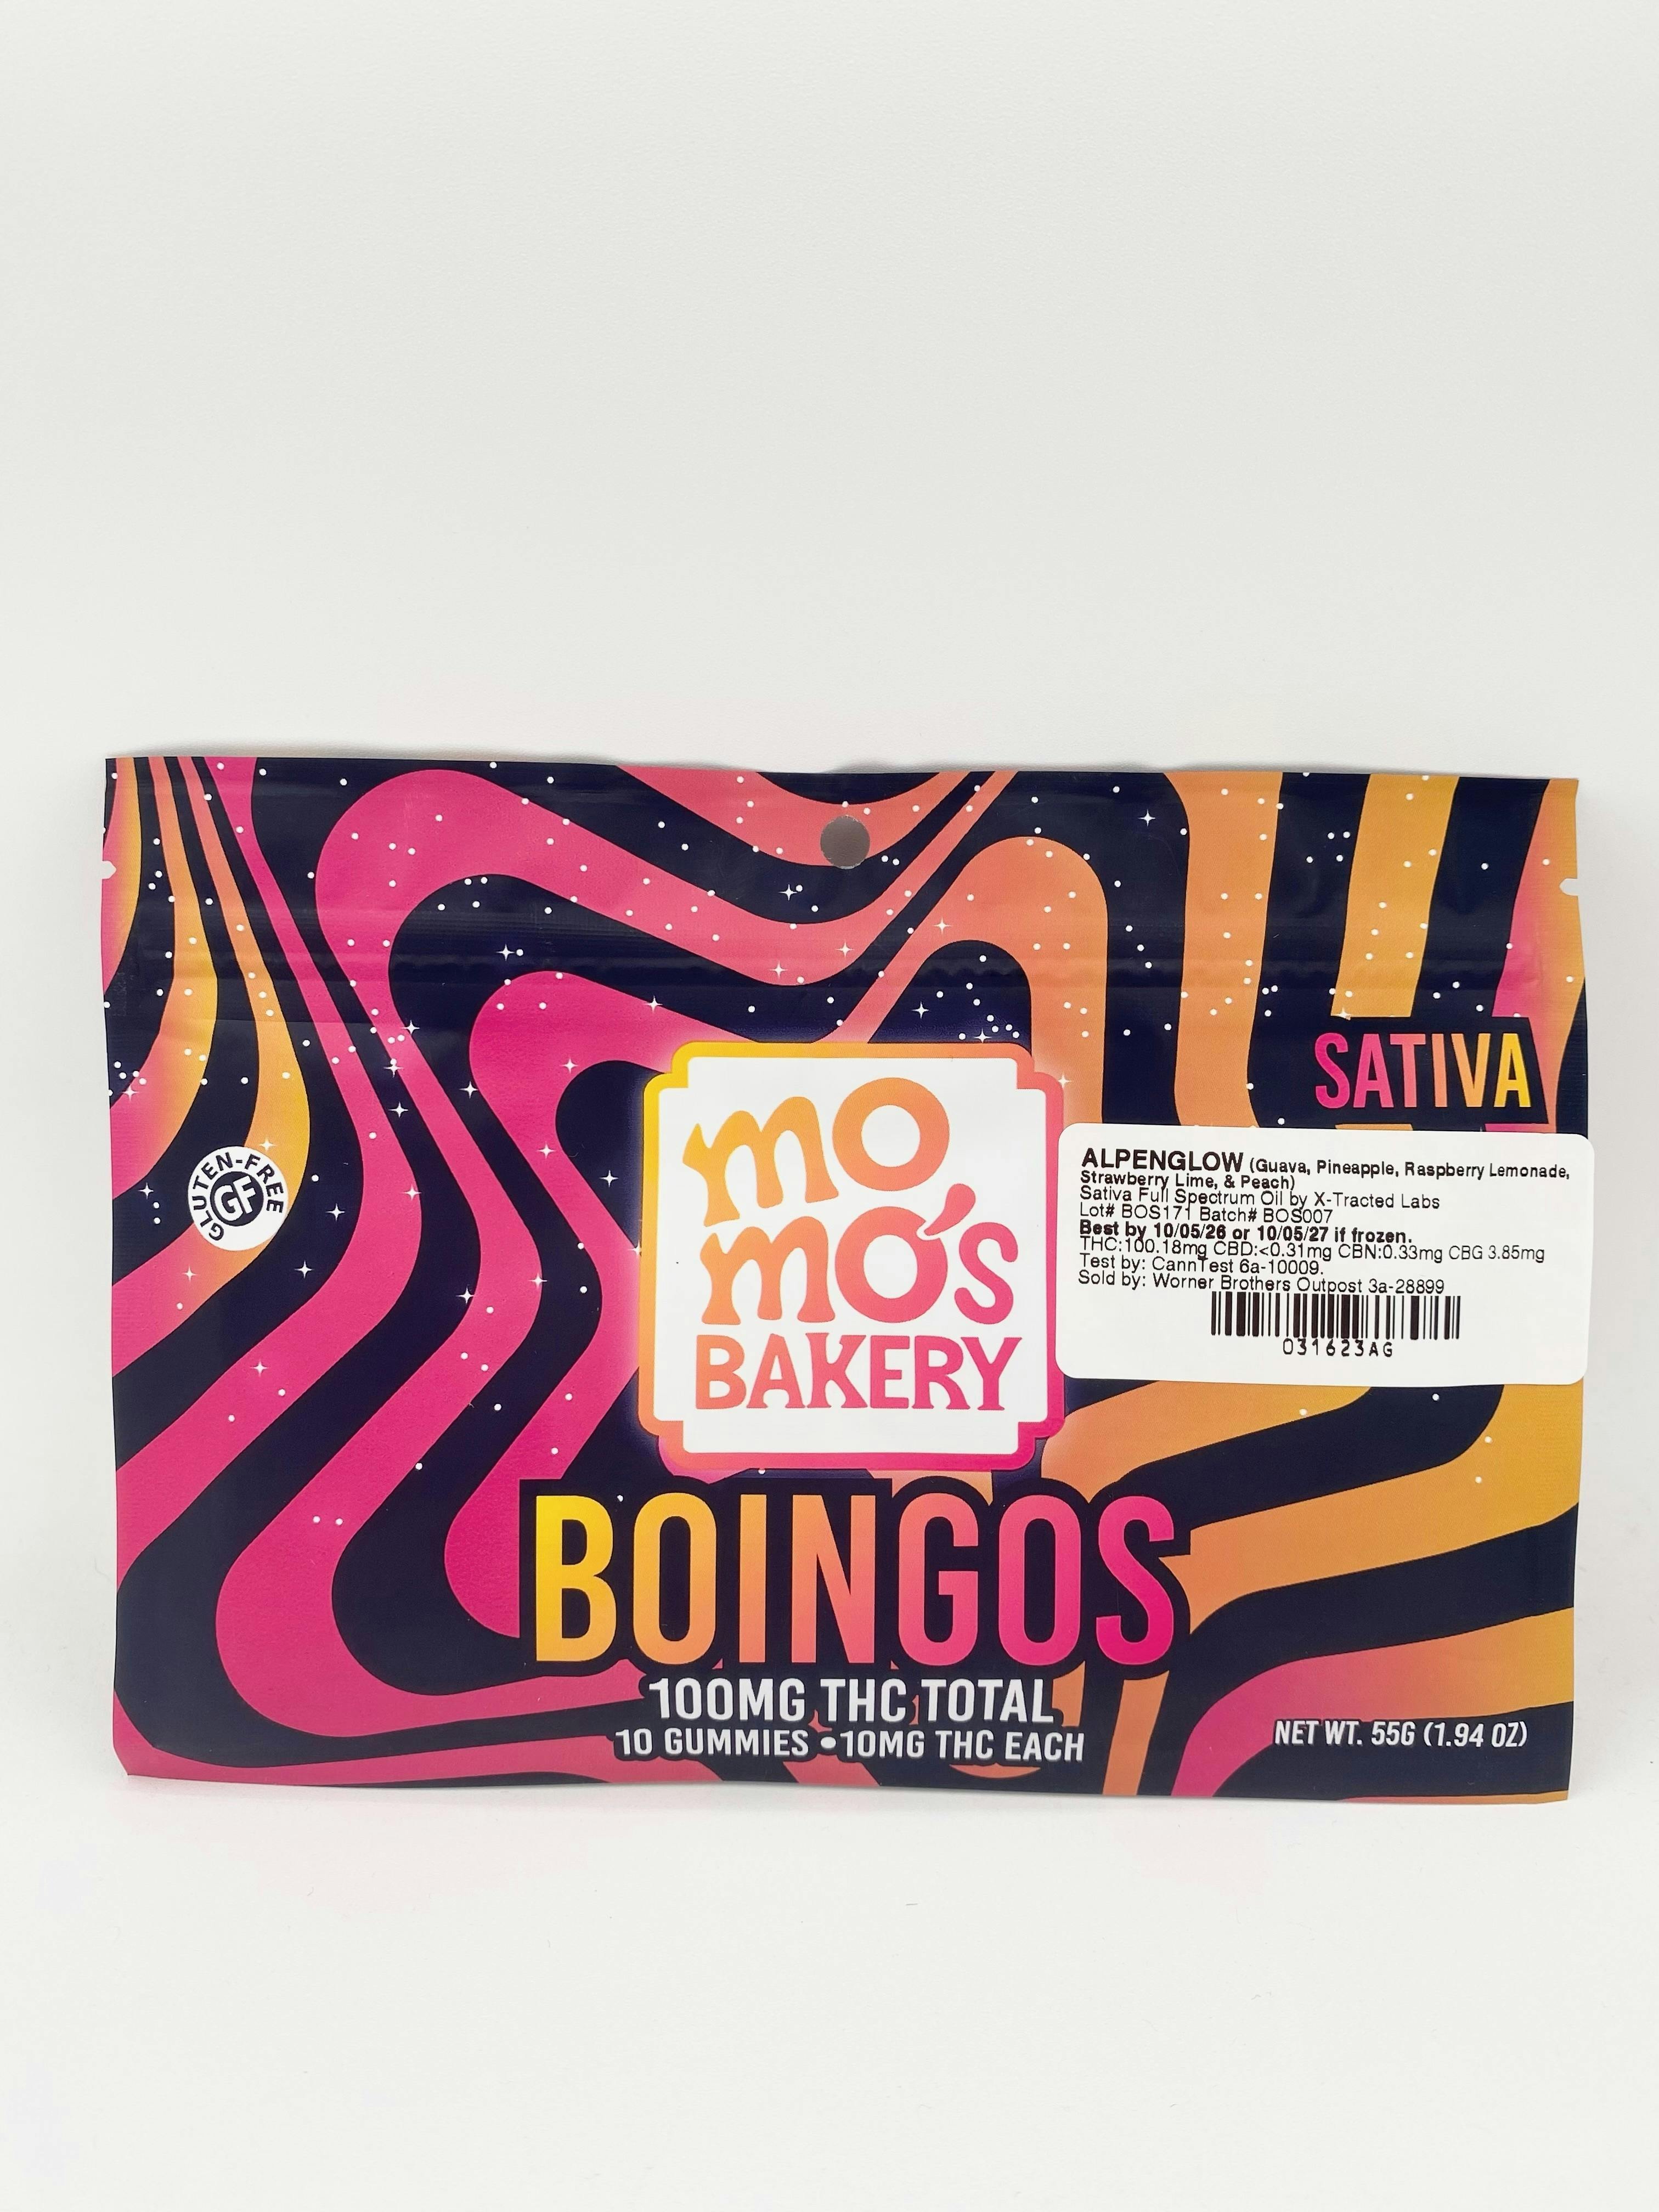 SATIVA
GLUTEN-FREE
GF
mo
mo's
BAKERY
ALPENGLOW (Guava, Pineapple, Raspberry Lemonade,
Strawberry Lime, & Peach)
Sativa Full Spectrum Oil by X-Tracted Labs
Lot# BOS171 Batch# BOS007
Best by 10/05/26 or 10/05/27 if frozen.
THC:100.18mg CBD:<0.31mg CBN:0.33mg CBG 3.85mg
Test by: CannTest 6a-10009.
Sold by: Worner Brothers Outpost 3a-28899
031623AG
BOINGOS
100MG THC TOTAL
10 GUMMIES • 10MG THC EACH
NET WT. 55G (1.94 OZ)